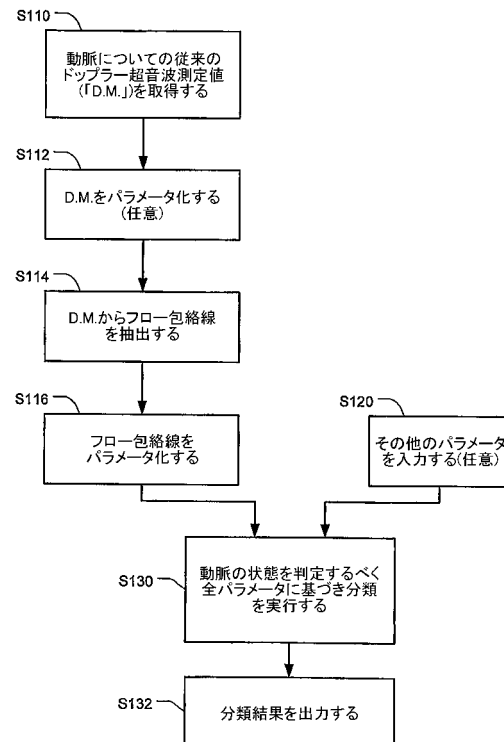 S110
動脈についての従来の
ドップラー超音波測定値
(「D.M.」)を取得する
S112
D.M.をパラメータ化する
(任意)
S114
D.M.からフロー包絡線
を抽出する
S116
フロー包絡線を
パラメータ化する
S120
その他のパラメータ
を入力する(任意)
S130
動脈の状態を判定するべく
全パラメータに基づき分類
を実行する
S132
分類結果を出力する